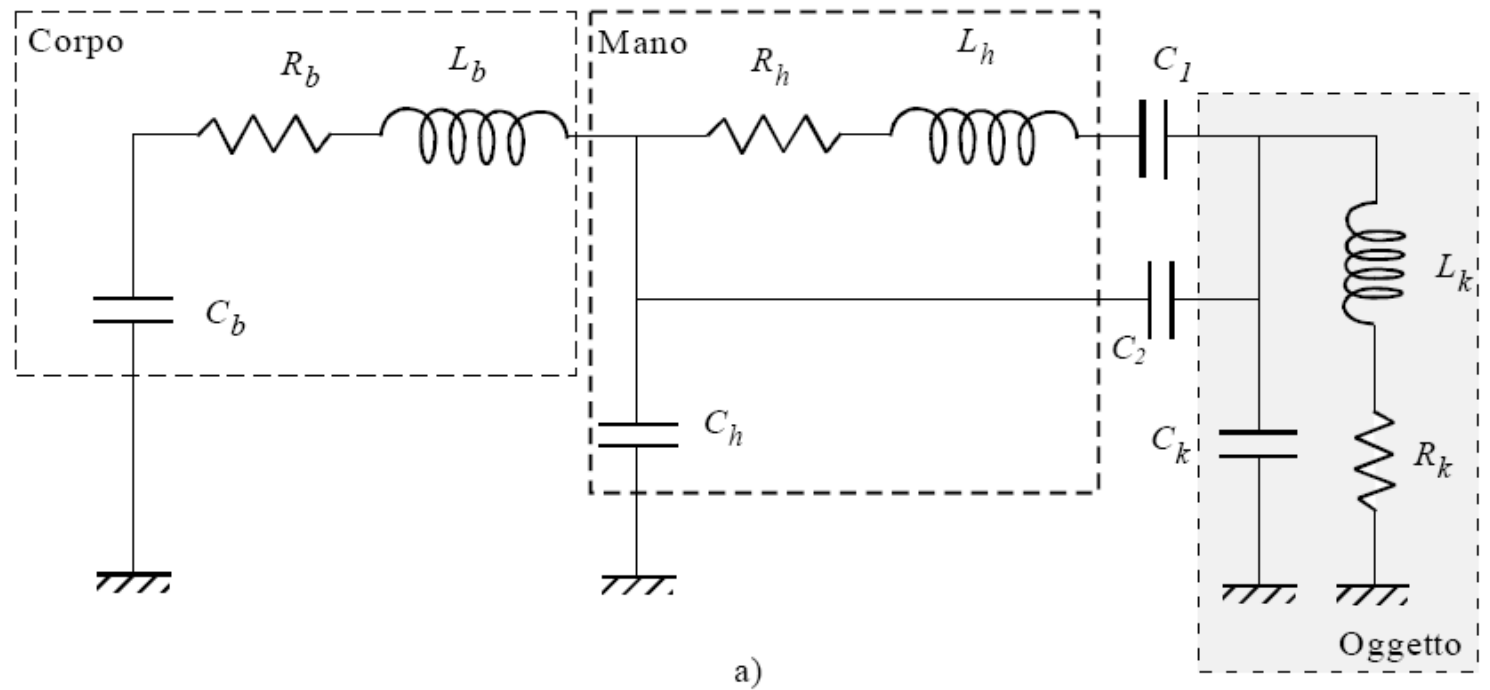 Corpo
R_b
L_b
Mano
R_h
L_h
C_1
C_b
L_k
C_2
C_h
C_k
R_k
Oggetto
a)